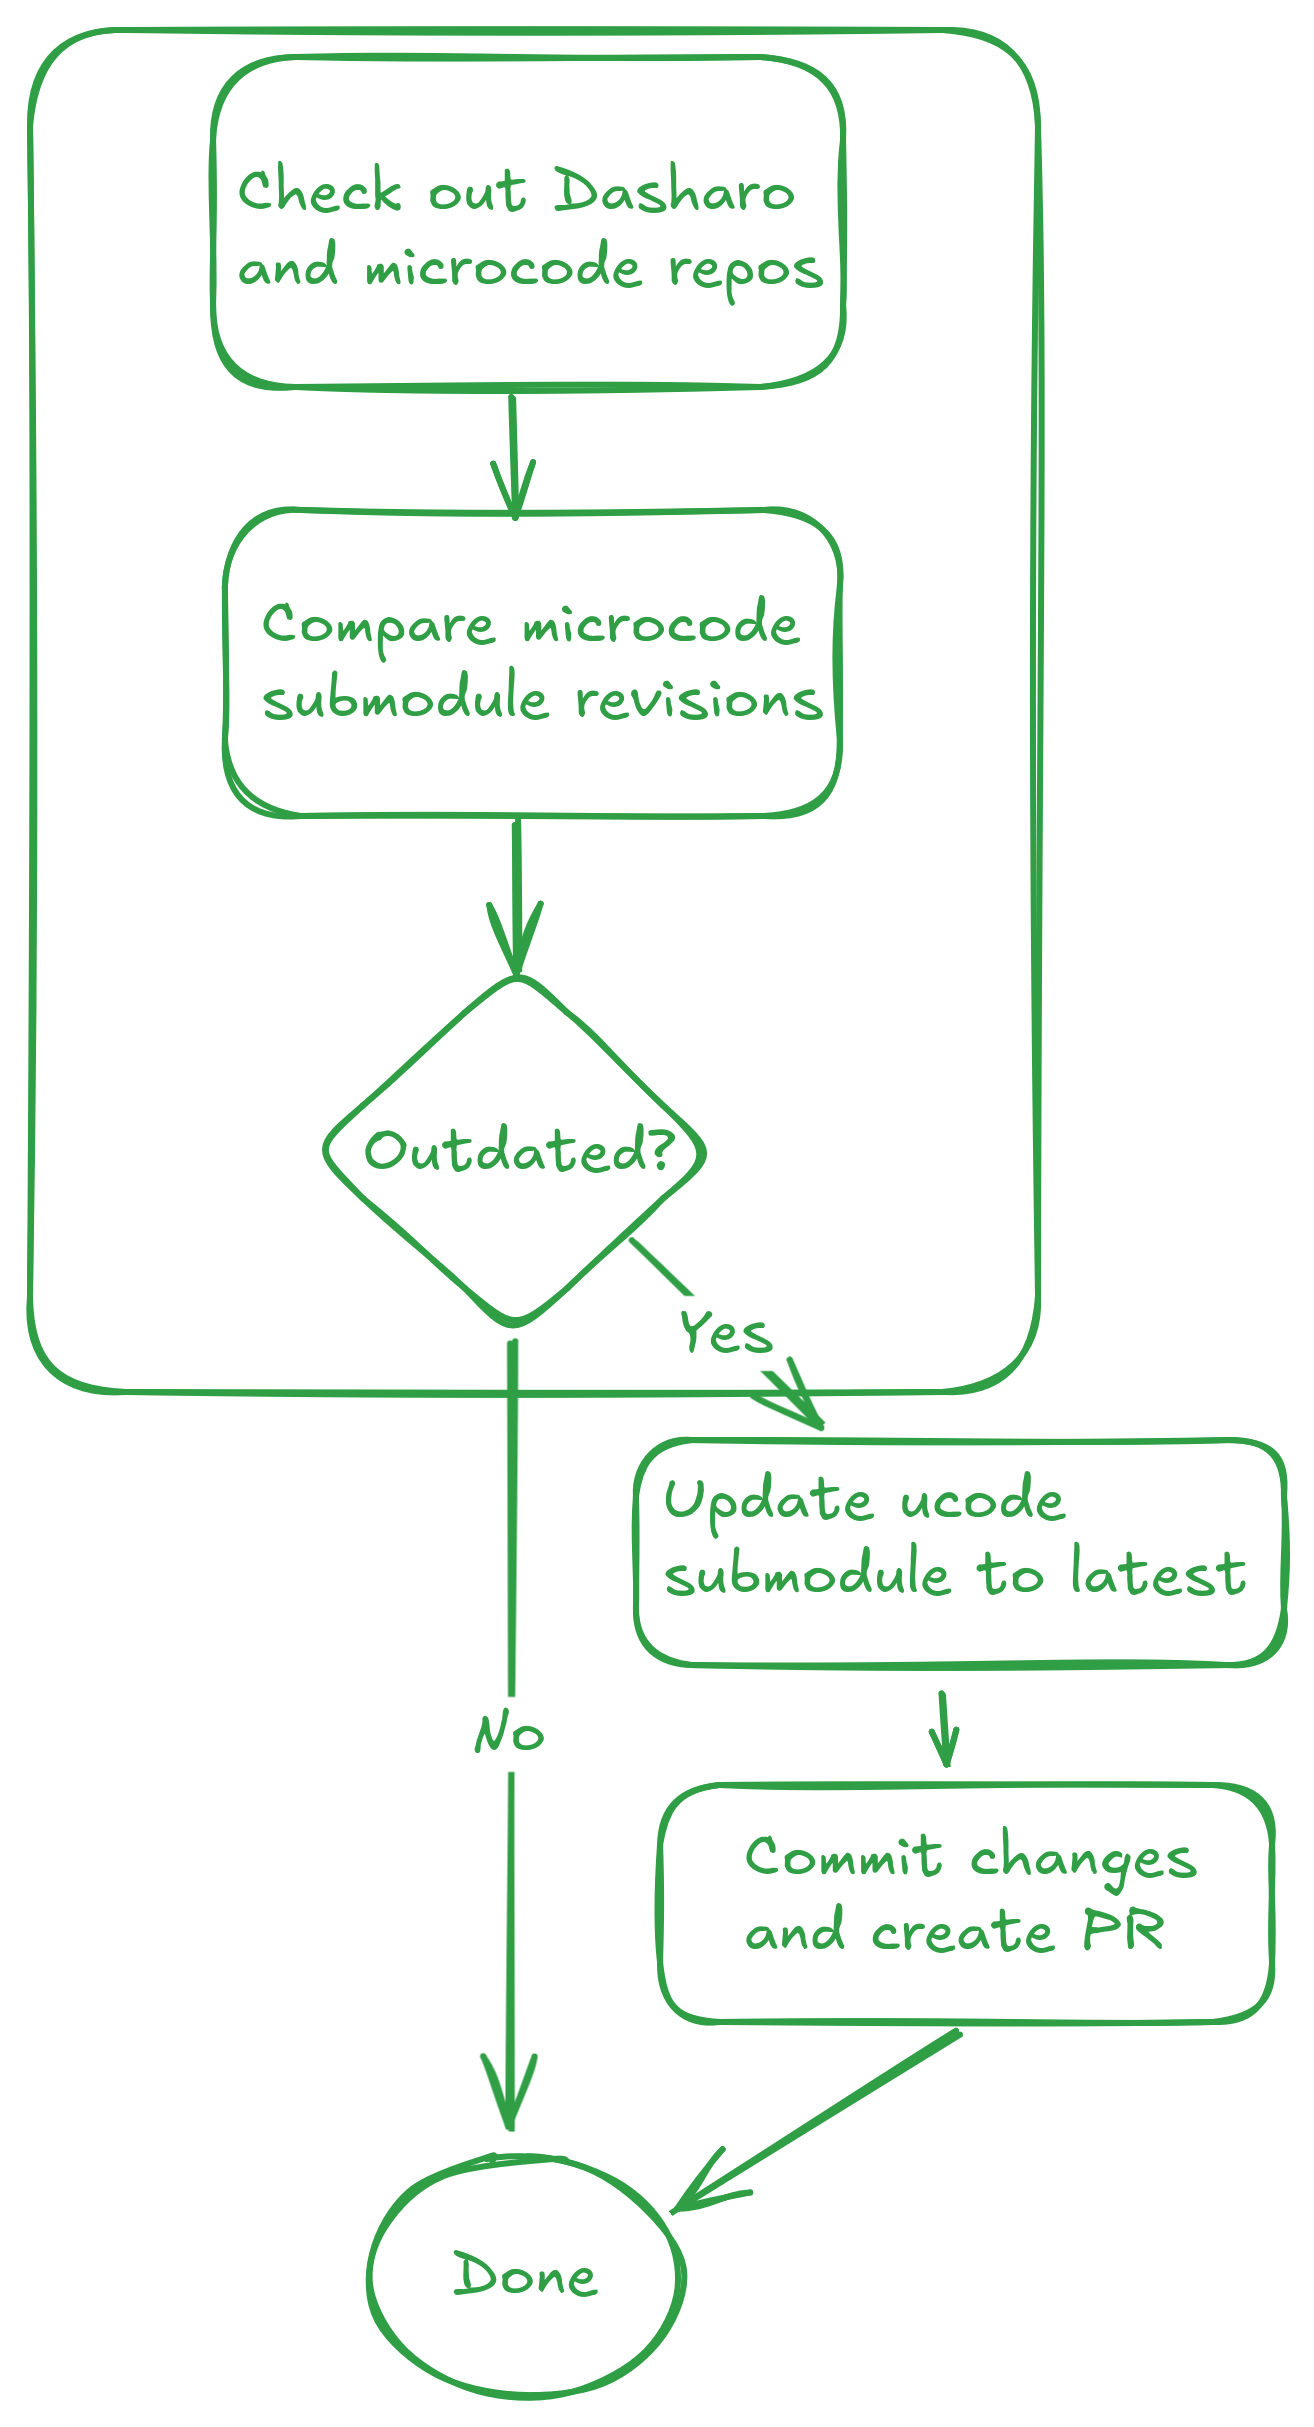 Check out Dasharo
and microcode repos
Compare microcode
submodule revisions
Outdated?
Yes
Update ucode
submodule to latest
No
Commit changes
and create PR
Done